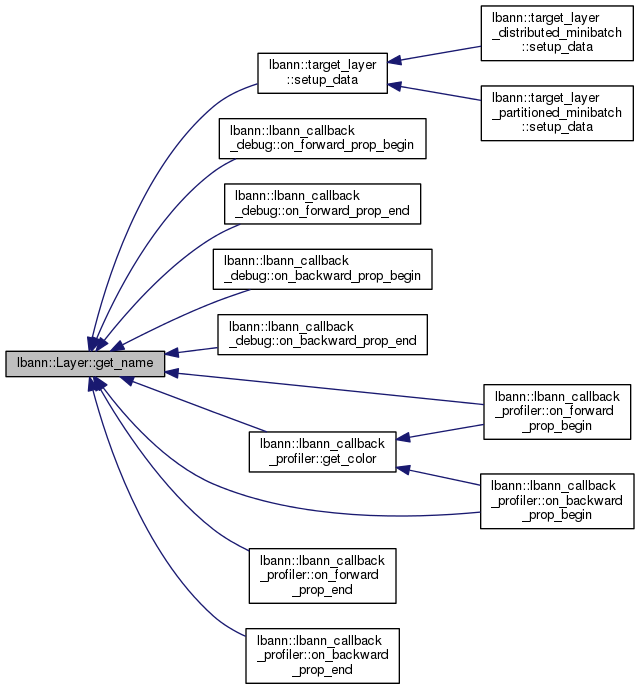 lbann::target_layer
_distributed_minibatch
::setup_data
lbann::target_layer
::setup_data
lbann::target_layer
_partitioned_minibatch
::setup_data
lbann::lbann_callback
_debug::on_forward_prop_begin
lbann::lbann_callback
_debug::on_forward_prop_end
lbann::lbann_callback
_debug::on_backward_prop_begin
lbann::lbann_callback
_debug::on_backward_prop_end
lbann::Layer::get_name
lbann::lbann_callback
_profiler::on_forward
_prop_begin
lbann::lbann_callback
_profiler::get_color
lbann::lbann_callback
_profiler::on_backward
_prop_begin
lbann::lbann_callback
_profiler::on_forward
_prop_end
lbann::lbann_callback
_profiler::on_backward
_prop_end